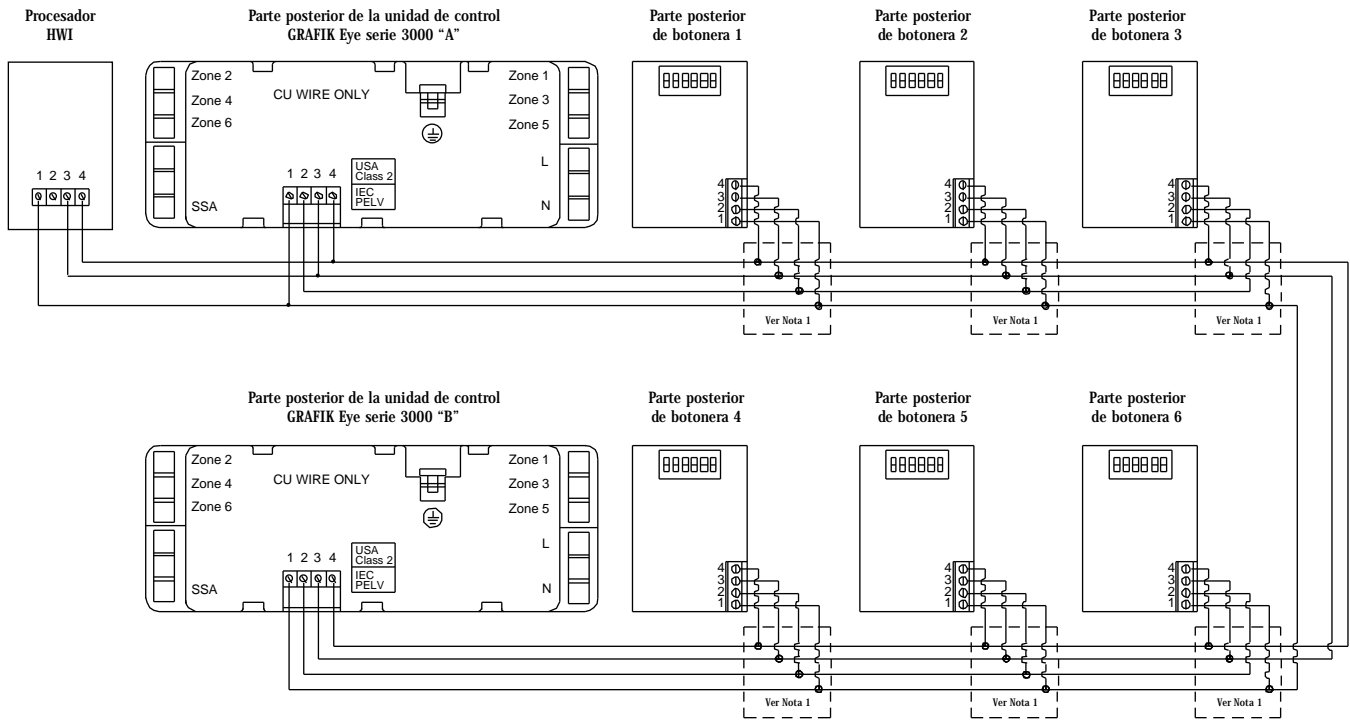 Procesador
HWI
Parte posterior de la unidad de control
GRAFIK Eye serie 3000 “A”
Parte posterior
de botonera 1
Parte posterior
de botonera 2
Parte posterior
de botonera 3
Zone 2
Zone 4
Zone 6
SSA
CU WIRE ONLY
Zone 1
Zone 3
Zone 5
L
N
USA
Class 2
IEC
PELV
1 2 3 4
1 2 3 4
4
3
2
1
4
3
2
1
4
3
2
1
Ver Nota 1
Ver Nota 1
Ver Nota 1
Parte posterior de la unidad de control
GRAFIK Eye serie 3000 “B”
Parte posterior
de botonera 4
Parte posterior
de botonera 5
Parte posterior
de botonera 6
Zone 2
Zone 4
Zone 6
SSA
CU WIRE ONLY
Zone 1
Zone 3
Zone 5
L
N
USA
Class 2
IEC
PELV
1 2 3 4
4
3
2
1
4
3
2
1
4
3
2
1
Ver Nota 1
Ver Nota 1
Ver Nota 1